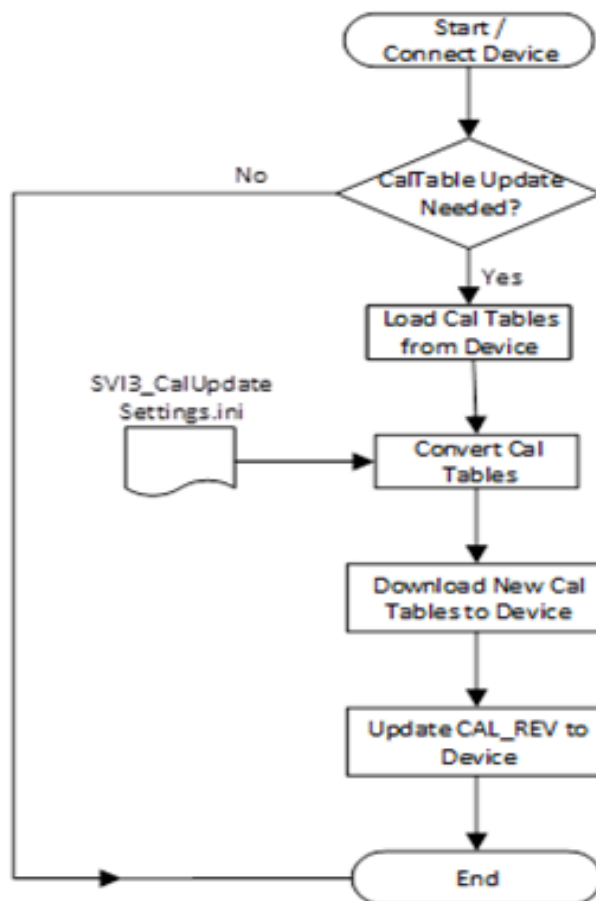 Start /
Connect Device
No
CalTable Update
Needed?
Yes
Load Cal Tables
from Device
SVI3_CalUpdate
Settings.ini
Convert Cal
Tables
Download New Cal
Tables to Device
Update CAL_REV to
Device
End